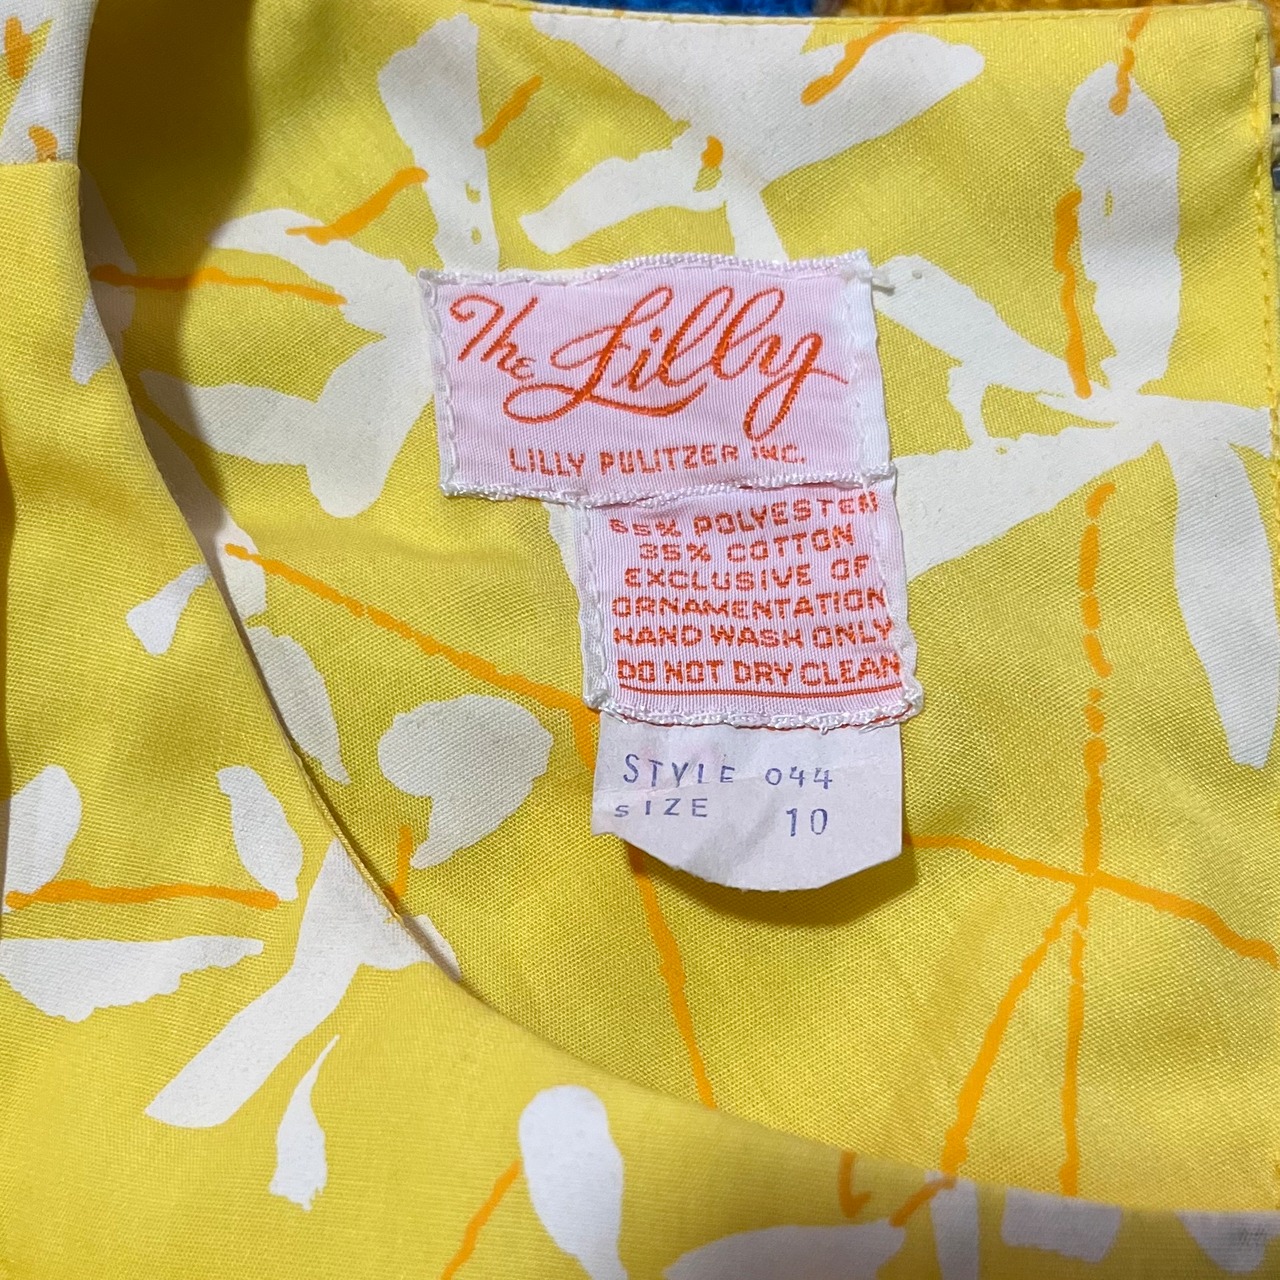 The Lilly
LILLY PULITZER INC.
65% POLYESTER
35% COTTON
EXCLUSIVE OF
ORNAMENTATION
HAND WASH ONLY
DO NOT DRY CLEAN
STYLE 044
SIZE 10